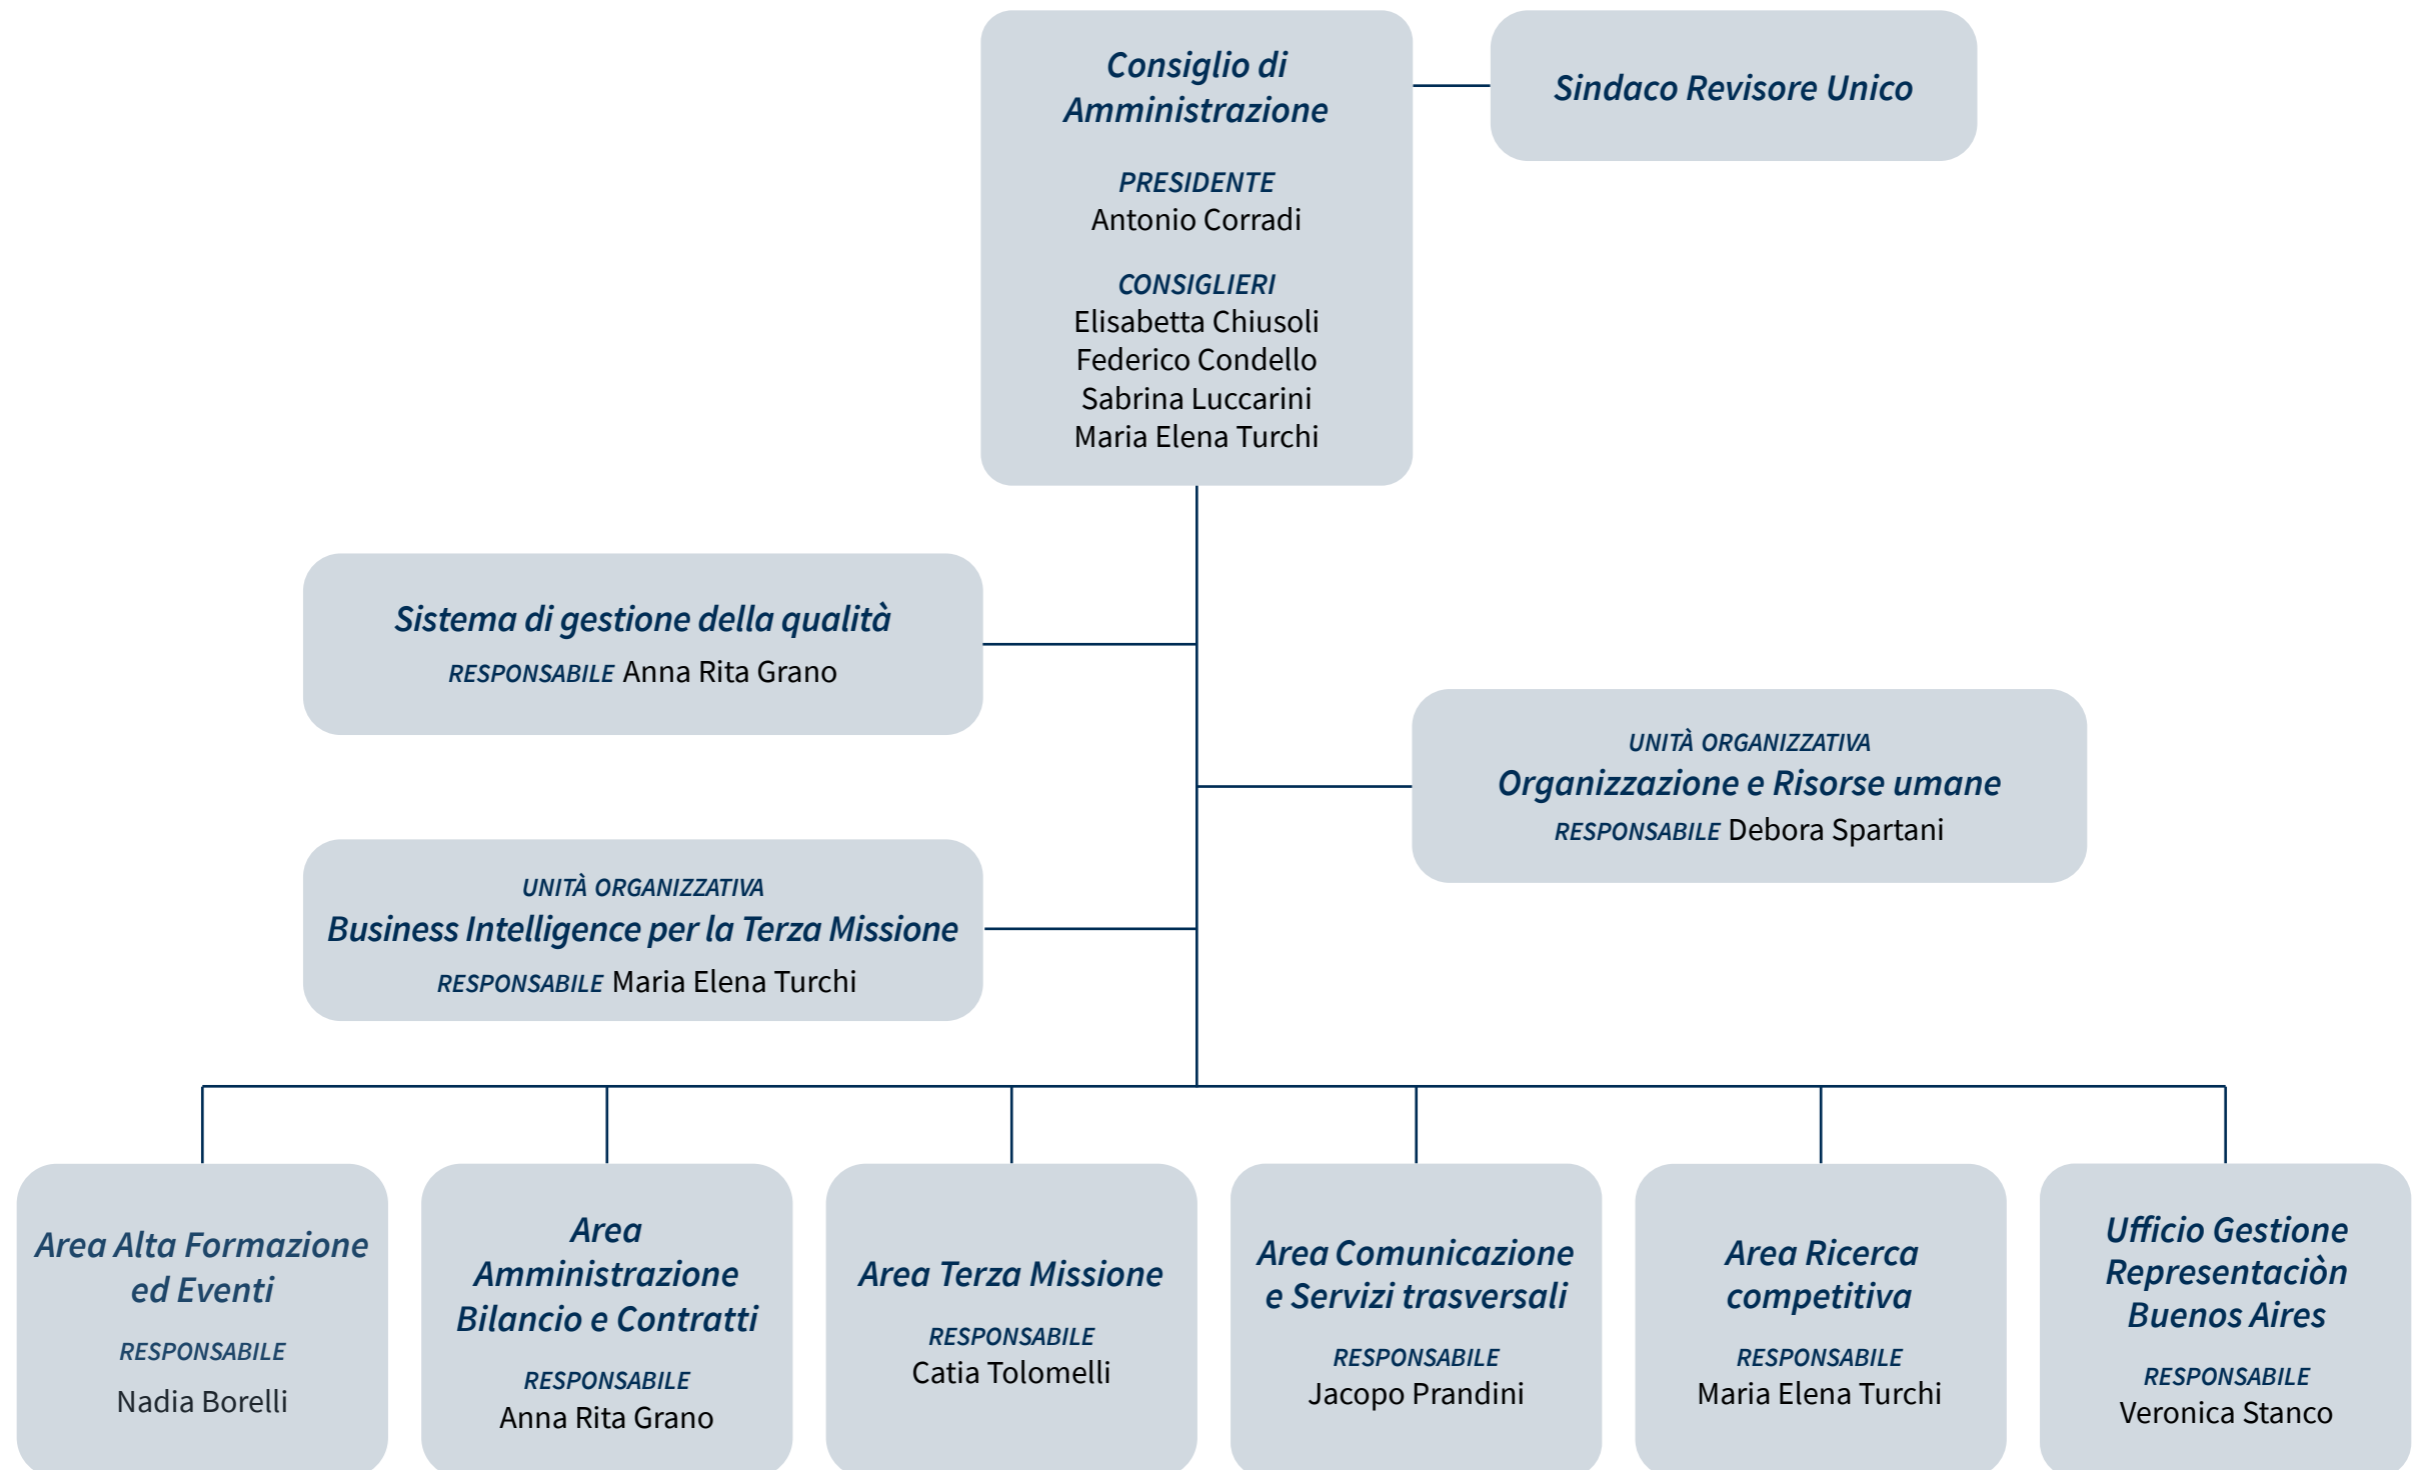 Consiglio di
Amministrazione
PRESIDENTE
Antonio Corradi
CONSIGLIERI
Elisabetta Chiusoli
Federico Condello
Sabrina Luccarini
Maria Elena Turchi
Sindaco Revisore Unico
Sistema di gestione della qualità
RESPONSABILE Anna Rita Grano
UNITÀ ORGANIZZATIVA
Organizzazione e Risorse umane
RESPONSABILE Debora Spartani
UNITÀ ORGANIZZATIVA
Business Intelligence per la Terza Missione
RESPONSABILE Maria Elena Turchi
Area Alta Formazione
ed Eventi
RESPONSABILE
Nadia Borelli
Area
Amministrazione
Bilancio e Contratti
RESPONSABILE
Anna Rita Grano
Area Terza Missione
RESPONSABILE
Catia Tolomelli
Area Comunicazione
e Servizi trasversali
RESPONSABILE
Jacopo Prandini
Area Ricerca
competitiva
RESPONSABILE
Maria Elena Turchi
Ufficio Gestione
Representaciòn
Buenos Aires
RESPONSABILE
Veronica Stanco